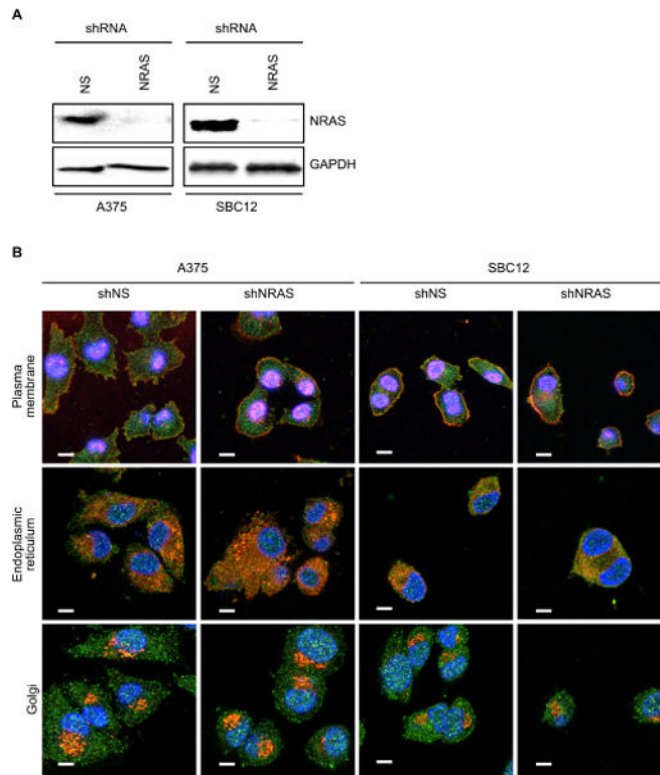 A
shRNA shRNA
NS NRAS NS NRAS
NRAS
GAPDH
A375 SBC12
B
A375 SBC12
shNS shNRAS shNS shNRAS
Plasma
membrane
Endoplasmic
reticulum
Golgi